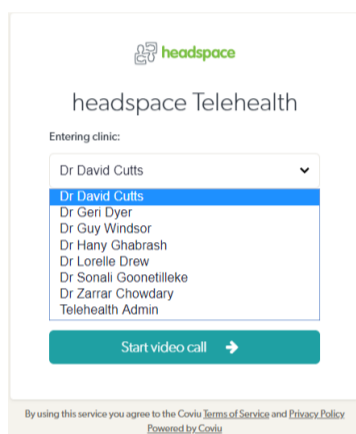 headspace
headspace Telehealth
Entering clinic:
Dr David Cutts
Dr David Cutts
Dr Geri Dyer
Dr Guy Windsor
Dr Hany Ghabrash
Dr Lorelle Drew
Dr Sonali Goonetilleke
Dr Zarrar Chowdary
Telehealth Admin
Start video call
By using this service you agree to the Coviu Terms of Service and Privacy Policy
Powered by Coviu